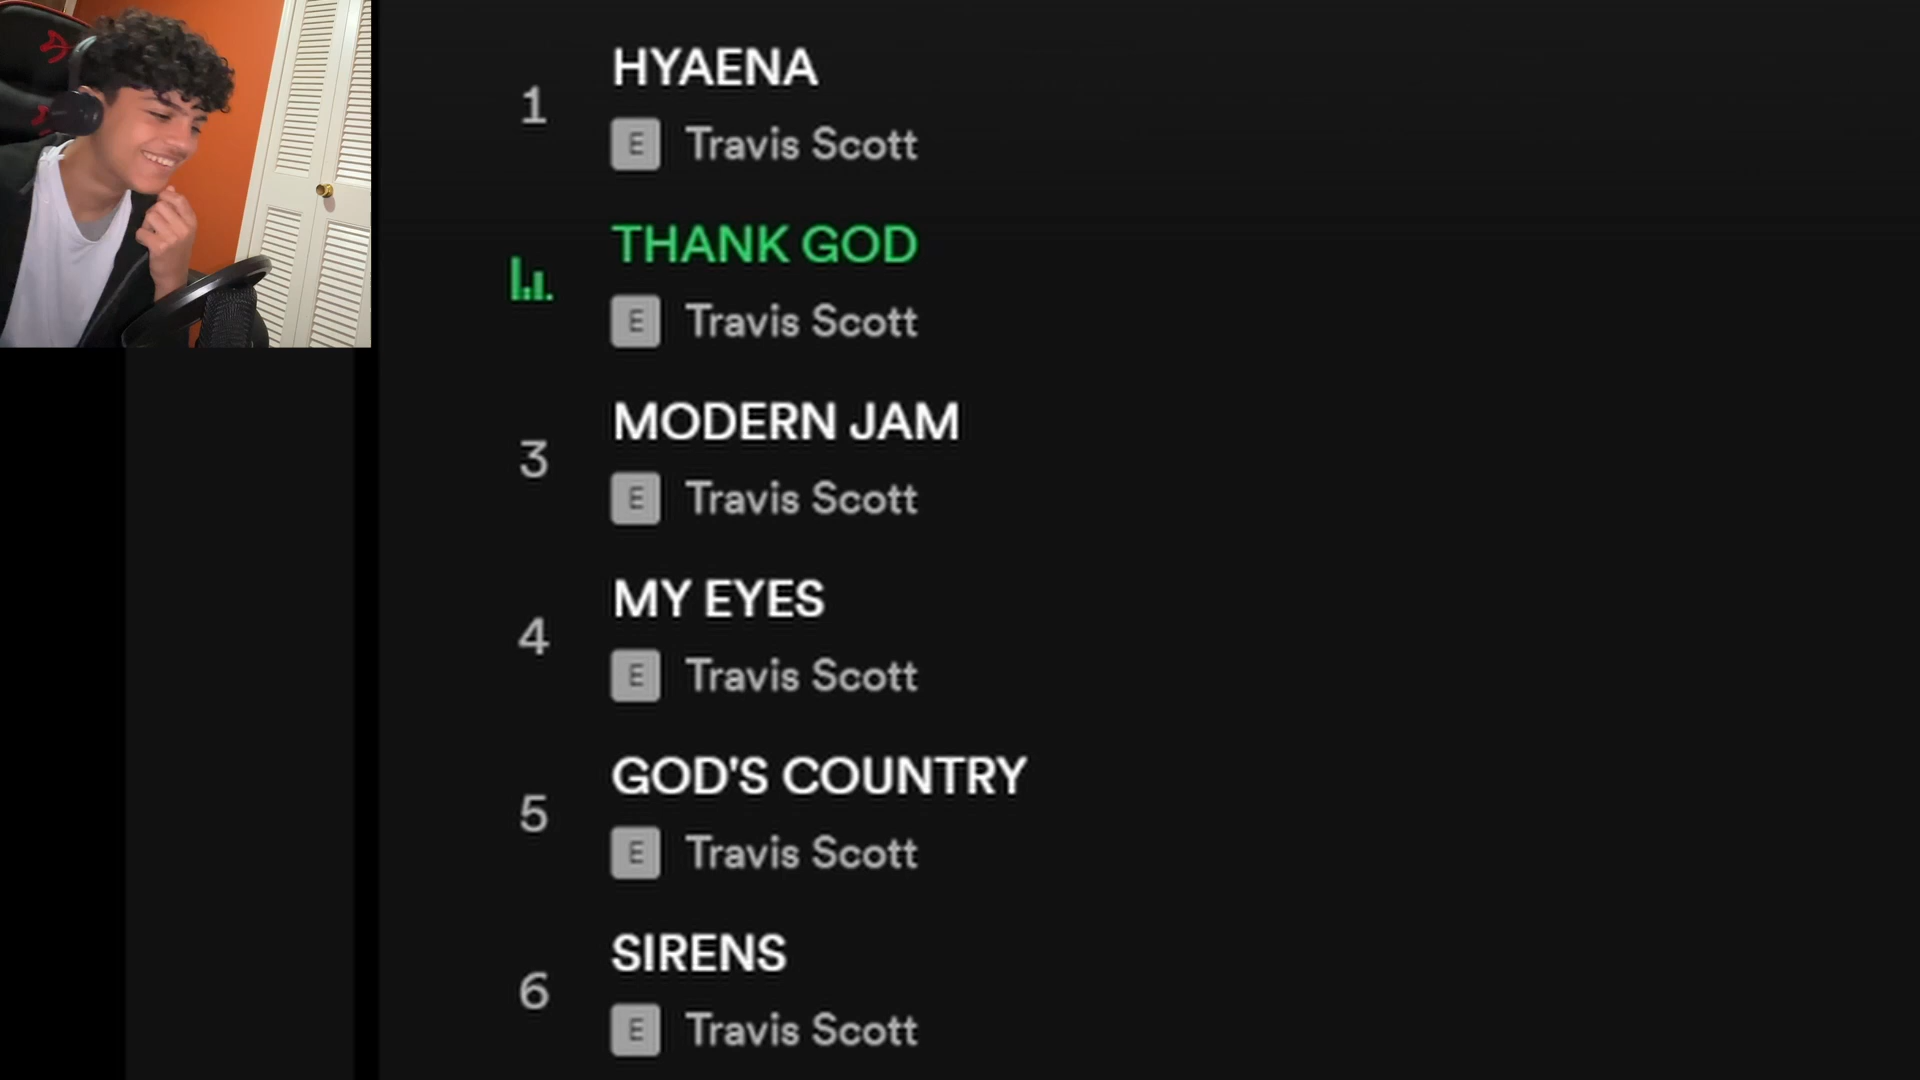 1
HYAENA
E Travis Scott
THANK GOD
E Travis Scott
3
MODERN JAM
E Travis Scott
4
MY EYES
E Travis Scott
5
GOD'S COUNTRY
E Travis Scott
6
SIRENS
E Travis Scott